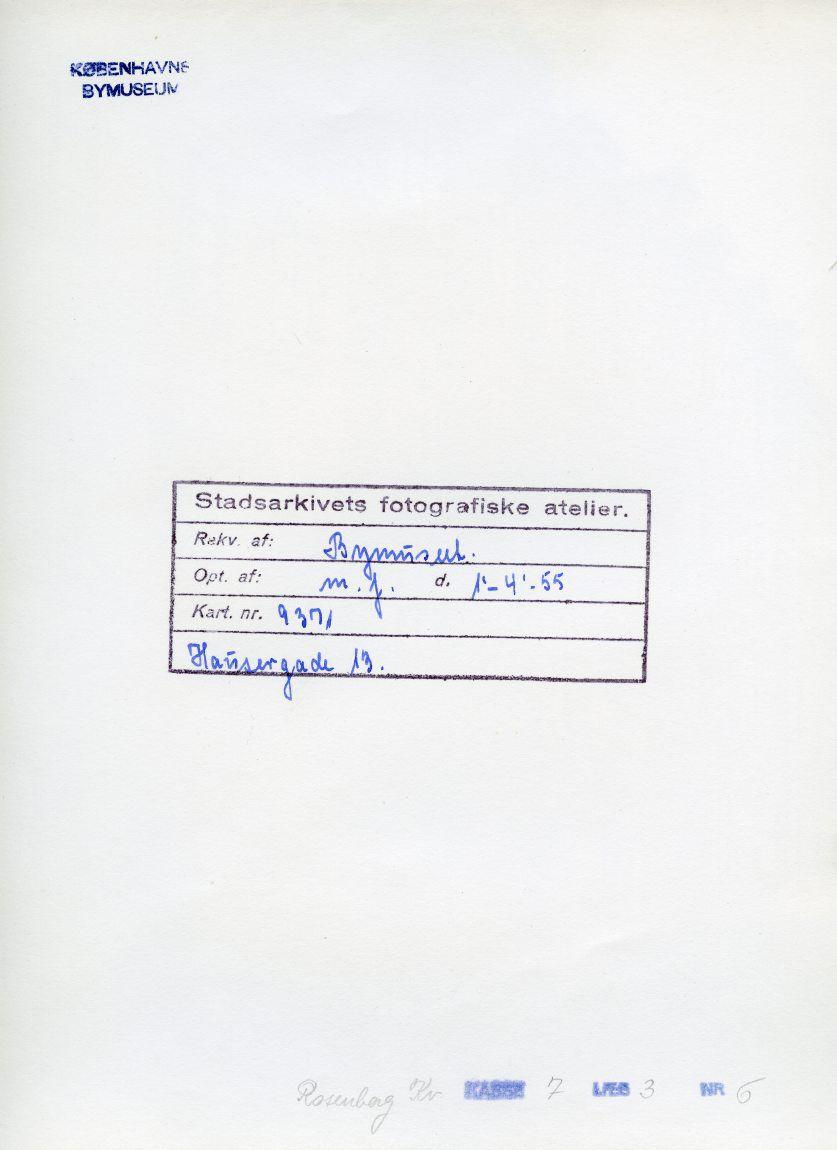 KØBENHAVNS
BYMUSEUM
Stadsarkivets fotografiske atelier.
Rekv. af: Bymuseet.
Opt. af: m. J. d. 1'-4'-55
Kart. nr. 9371
Hausergade 13.
Rosenborg Kv KASSE 7 LÆG 3 NR 6